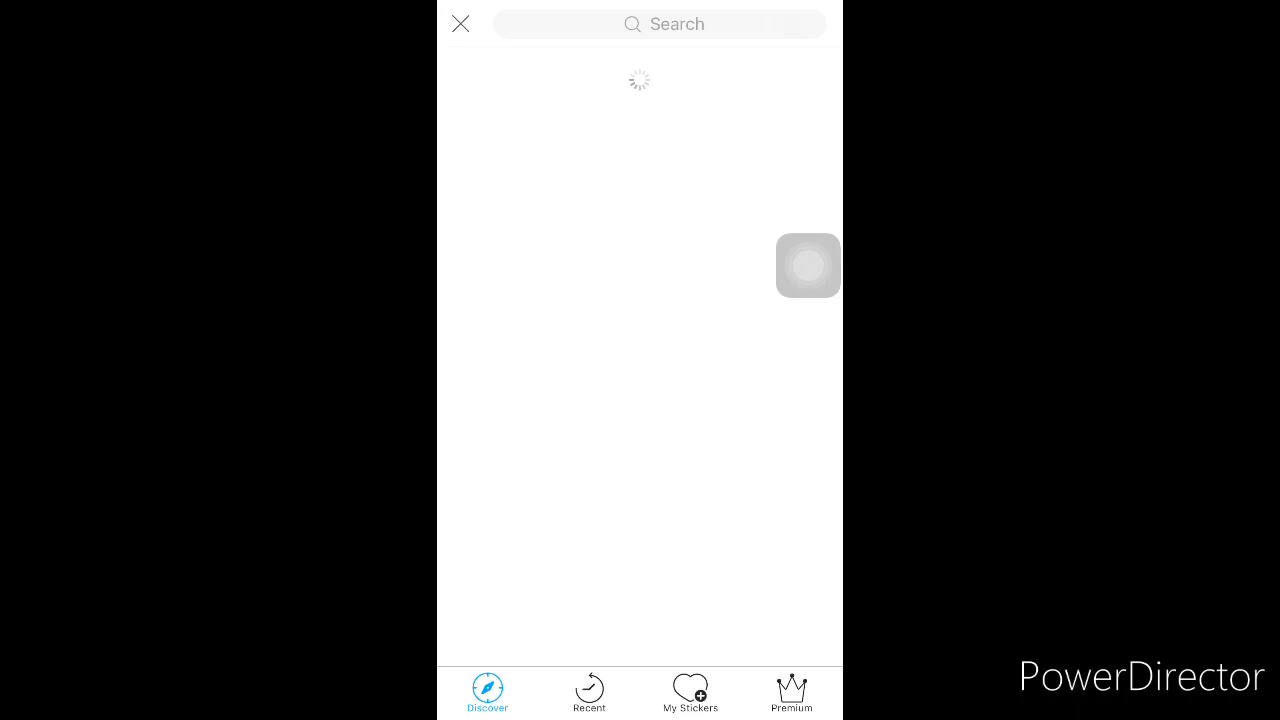 Search
Discover
Recent
My Stickers
Premium
PowerDirector